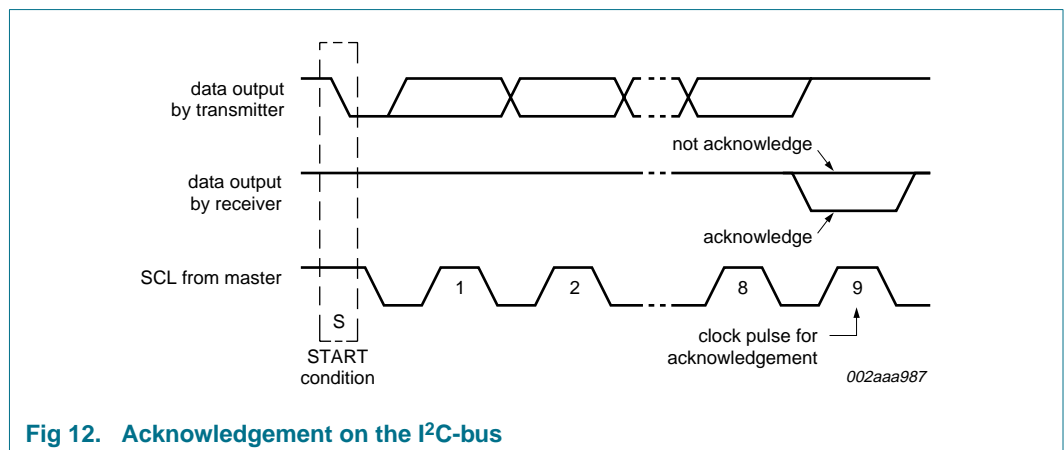 data output
by transmitter
not acknowledge
data output
by receiver
acknowledge
SCL from master
1
2
8
9
S
START
condition
clock pulse for
acknowledgement
002aaa987
Fig 12. Acknowledgement on the I²C-bus